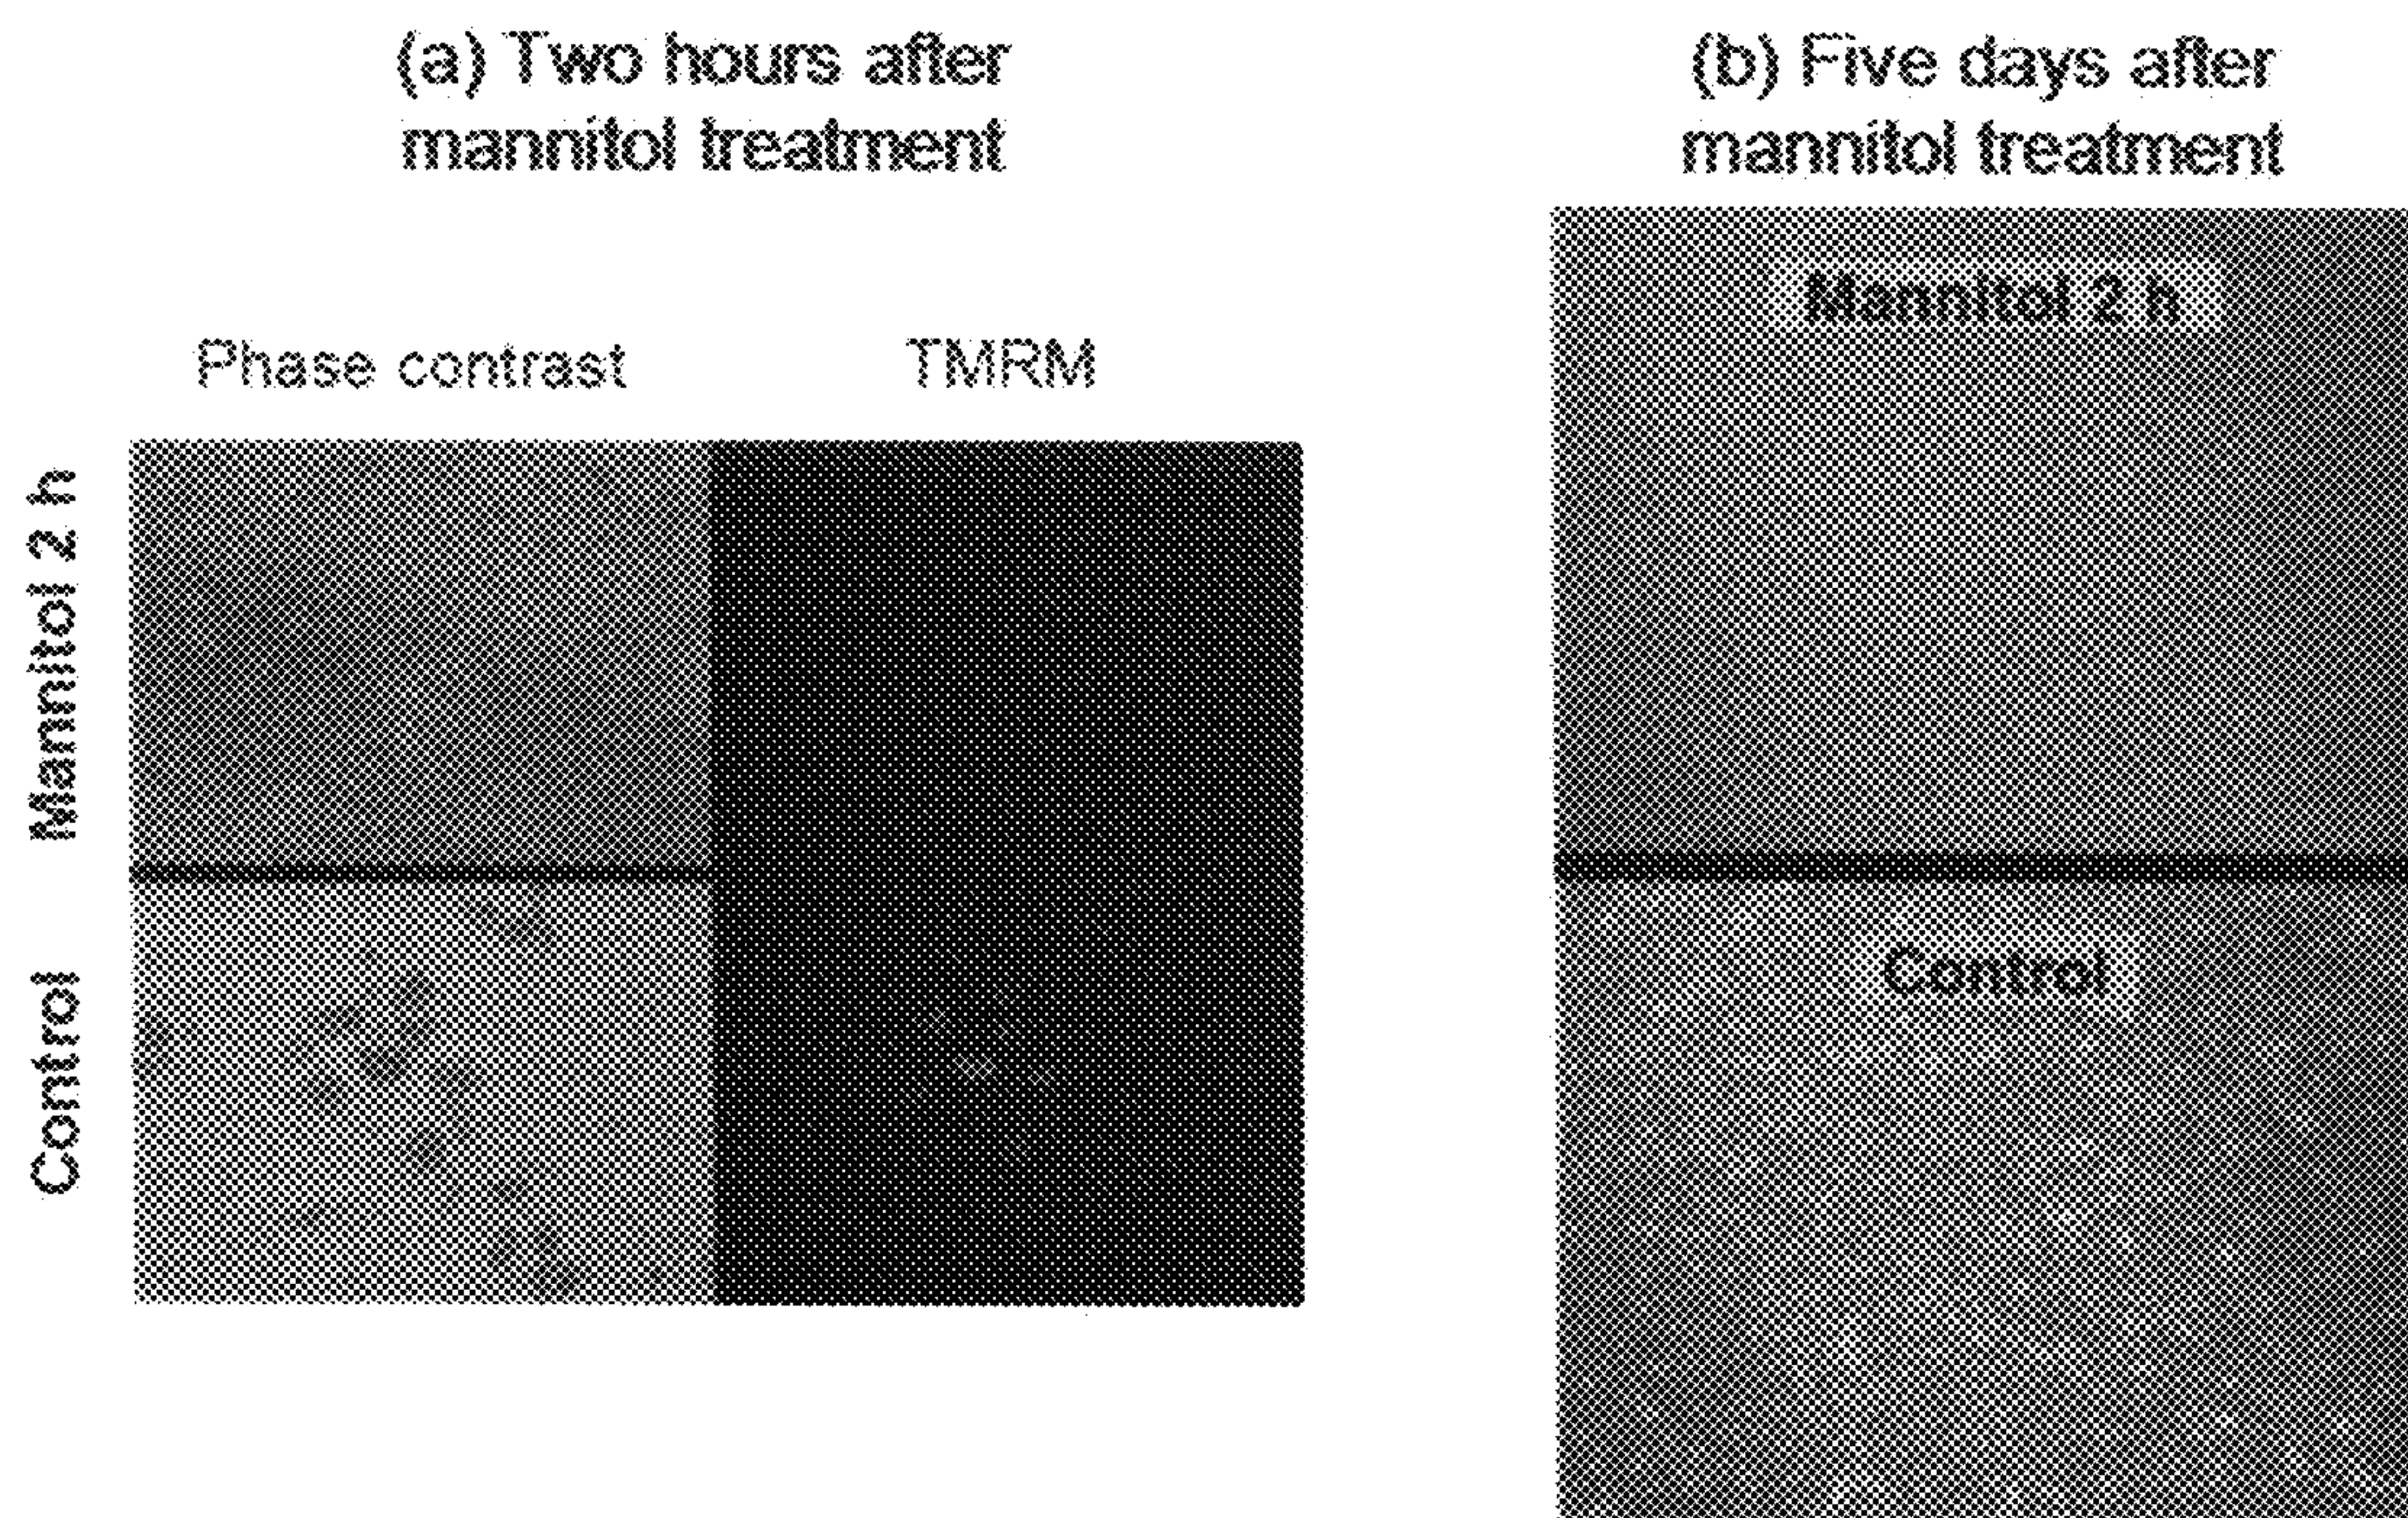 (a) Two hours after
mannitol treatment
(b) Five days after
mannitol treatment
Phase contrast
TMRM
Mannitol 2 h
Control
Mannitol 2 h
Control